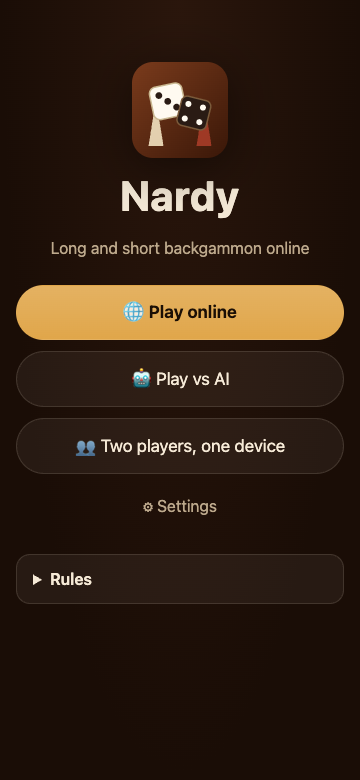 Nardy
Long and short backgammon online
🌐 Play online
🤖 Play vs AI
👥 Two players, one device
⚙ Settings
▶ Rules